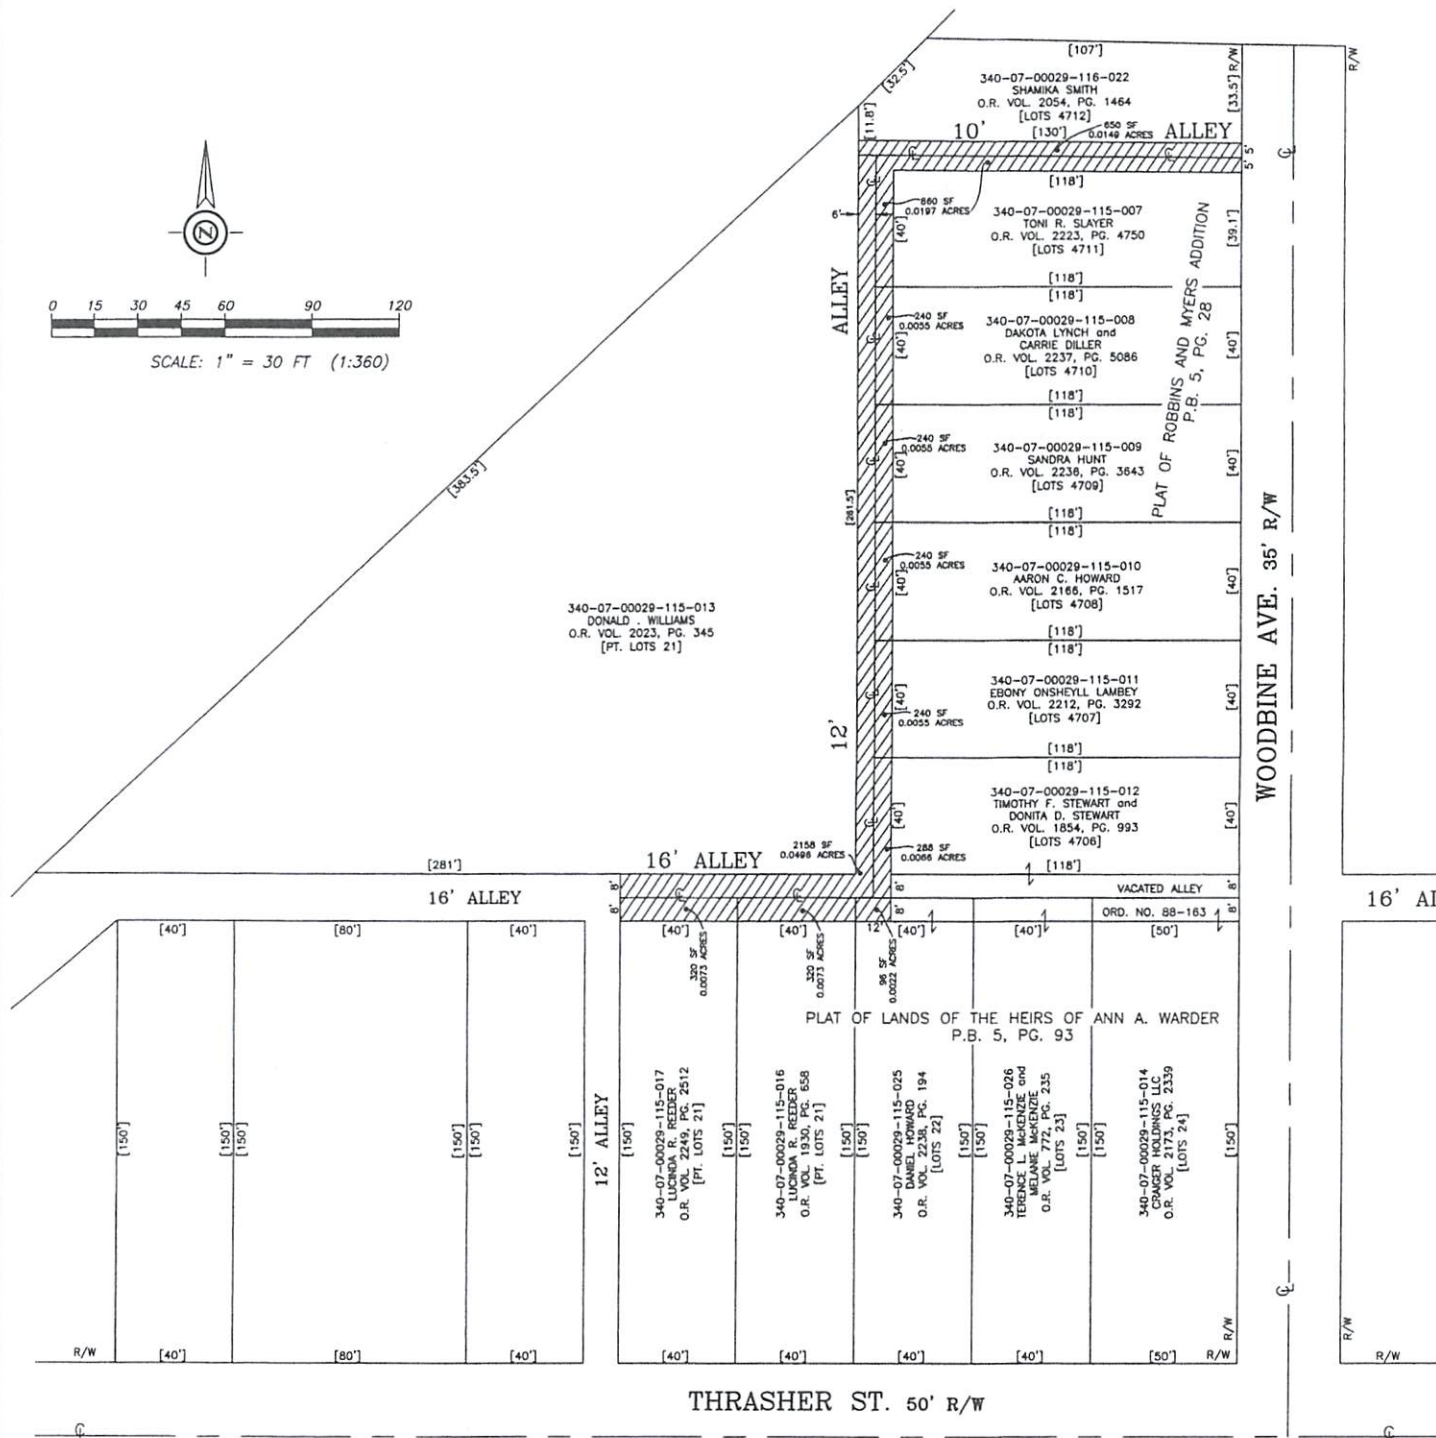 [107']
R/W
R/W
[32.5']
340-07-00029-116-022
SHAMIKA SMITH
O.R. VOL. 2054, PG. 1464
[LOTS 4712]
[33.5']
[11.8']
10'
[130']
650 SF
0.0149 ACRES
ALLEY
5' 5'
[118']
860 SF
0.0197 ACRES
6'
[40']
340-07-00029-115-007
TONI R. SLAYER
O.R. VOL. 2223, PG. 4750
[LOTS 4711]
[39.1']
[118']
PLAT OF ROBBINS AND MYERS ADDITION
P.B. 5, PG. 28
0 15 30 45 60 90 120
SCALE: 1" = 30 FT (1:360)
N
ALLEY
[118']
240 SF
0.0055 ACRES
[40']
340-07-00029-115-008
DAKOTA LYNCH and
CARRIE DILLER
O.R. VOL. 2237, PG. 5086
[LOTS 4710]
[40']
[118']
[118']
240 SF
0.0055 ACRES
[40']
340-07-00029-115-009
SANDRA HUNT
O.R. VOL. 2236, PG. 3643
[LOTS 4709]
[40']
[118']
[383.5']
[281.5']
[118']
240 SF
0.0055 ACRES
[40']
340-07-00029-115-010
AARON C. HOWARD
O.R. VOL. 2166, PG. 1517
[LOTS 4708]
[40']
[118']
WOODBINE AVE. 35' R/W
340-07-00029-115-013
DONALD . WILLIAMS
O.R. VOL. 2023, PG. 345
[PT. LOTS 21]
[118']
240 SF
0.0055 ACRES
[40']
340-07-00029-115-011
EBONY ONSHEYLL LAMBEY
O.R. VOL. 2212, PG. 3292
[LOTS 4707]
[40']
[118']
12'
[118']
[40']
340-07-00029-115-012
TIMOTHY F. STEWART and
DONITA D. STEWART
O.R. VOL. 1854, PG. 993
[LOTS 4706]
[40']
[118']
2158 SF
0.0496 ACRES
288 SF
0.0066 ACRES
[281']
16' ALLEY
16' ALLEY
8'
8'
8'
8'
VACATED ALLEY
8'
ORD. NO. 88-163
8'
16' AL
[40']
[80']
[40']
[40']
[40']
12'
[40']
[40']
[50']
320 SF
0.0073 ACRES
320 SF
0.0073 ACRES
96 SF
0.0022 ACRES
PLAT OF LANDS OF THE HEIRS OF ANN A. WARDER
P.B. 5, PG. 93
[150']
[150']
[150']
[150']
[150']
[150']
12' ALLEY
[150']
340-07-00029-115-017
LUCINDA R. REEDER
O.R. VOL. 2249, PG. 2512
[PT. LOTS 21]
[150']
[150']
340-07-00029-115-016
LUCINDA R. REEDER
O.R. VOL. 1930, PG. 658
[PT. LOTS 21]
[150']
[150']
340-07-00029-115-025
DANIEL HOWARD
O.R. VOL. 2238, PG. 194
[LOTS 22]
[150']
[150']
340-07-00029-115-026
TERENCE L. McKENZIE and
MELANIE McKENZIE
O.R. VOL. 772, PG. 235
[LOTS 23]
[150']
[150']
340-07-00029-115-014
CRAIGER HOLDINGS LLC
O.R. VOL. 2173, PG. 2339
[LOTS 24]
[150']
R/W
[40']
[80']
[40']
[40']
[40']
[40']
[40']
[50']
R/W
R/W
R/W
R/W
THRASHER ST. 50' R/W